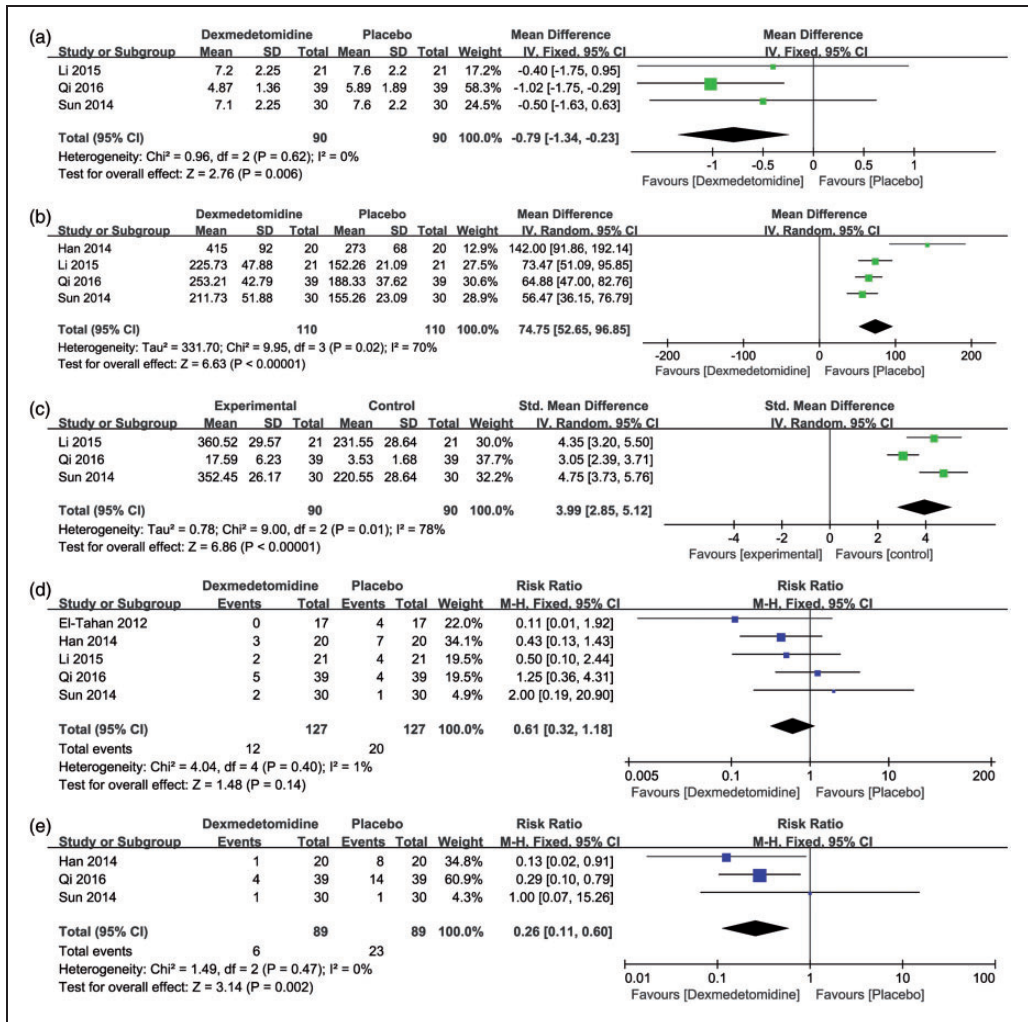 (a)
Dexmedetomidine Placebo Mean Difference Mean Difference
Study or Subgroup Mean SD Total Mean SD Total Weight IV. Fixed. 95% CI IV. Fixed. 95% CI
Li 2015 7.2 2.25 21 7.6 2.2 21 17.2% -0.40 [-1.75, 0.95]
Qi 2016 4.87 1.36 39 5.89 1.89 39 58.3% -1.02 [-1.75, -0.29]
Sun 2014 7.1 2.25 30 7.6 2.2 30 24.5% -0.50 [-1.63, 0.63]
Total (95% CI) 90 90 100.0% -0.79 [-1.34, -0.23]
Heterogeneity: Chi² = 0.96, df = 2 (P = 0.62); I² = 0%
Test for overall effect: Z = 2.76 (P = 0.006)
-1 -0.5 0 0.5 1
Favours [Dexmedetomidine] Favours [Placebo]
(b)
Dexmedetomidine Placebo Mean Difference Mean Difference
Study or Subgroup Mean SD Total Mean SD Total Weight IV. Random. 95% CI IV. Random. 95% CI
Han 2014 415 92 20 273 68 20 12.9% 142.00 [91.86, 192.14]
Li 2015 225.73 47.88 21 152.26 21.09 21 27.5% 73.47 [51.09, 95.85]
Qi 2016 253.21 42.79 39 188.33 37.62 39 30.6% 64.88 [47.00, 82.76]
Sun 2014 211.73 51.88 30 155.26 23.09 30 28.9% 56.47 [36.15, 76.79]
Total (95% CI) 110 110 100.0% 74.75 [52.65, 96.85]
Heterogeneity: Tau² = 331.70; Chi² = 9.95, df = 3 (P = 0.02); I² = 70%
Test for overall effect: Z = 6.63 (P < 0.00001)
-200 -100 0 100 200
Favours [Dexmedetomidine] Favours [Placebo]
(c)
Experimental Control Std. Mean Difference Std. Mean Difference
Study or Subgroup Mean SD Total Mean SD Total Weight IV. Random. 95% CI IV. Random. 95% CI
Li 2015 360.52 29.57 21 231.55 28.64 21 30.0% 4.35 [3.20, 5.50]
Qi 2016 17.59 6.23 39 3.53 1.68 39 37.7% 3.05 [2.39, 3.71]
Sun 2014 352.45 26.17 30 220.55 28.64 30 32.2% 4.75 [3.73, 5.76]
Total (95% CI) 90 90 100.0% 3.99 [2.85, 5.12]
Heterogeneity: Tau² = 0.78; Chi² = 9.00, df = 2 (P = 0.01); I² = 78%
Test for overall effect: Z = 6.86 (P < 0.00001)
-4 -2 0 2 4
Favours [experimental] Favours [control]
(d)
Dexmedetomidine Placebo Risk Ratio Risk Ratio
Study or Subgroup Events Total Events Total Weight M-H. Fixed. 95% CI M-H. Fixed. 95% CI
El-Tahan 2012 0 17 4 17 22.0% 0.11 [0.01, 1.92]
Han 2014 3 20 7 20 34.1% 0.43 [0.13, 1.43]
Li 2015 2 21 4 21 19.5% 0.50 [0.10, 2.44]
Qi 2016 5 39 4 39 19.5% 1.25 [0.36, 4.31]
Sun 2014 2 30 1 30 4.9% 2.00 [0.19, 20.90]
Total (95% CI) 127 127 100.0% 0.61 [0.32, 1.18]
Total events 12 20
Heterogeneity: Chi² = 4.04, df = 4 (P = 0.40); I² = 1%
Test for overall effect: Z = 1.48 (P = 0.14)
0.005 0.1 1 10 200
Favours [Dexmedetomidine] Favours [Placebo]
(e)
Dexmedetomidine Placebo Risk Ratio Risk Ratio
Study or Subgroup Events Total Events Total Weight M-H. Fixed. 95% CI M-H. Fixed. 95% CI
Han 2014 1 20 8 20 34.8% 0.13 [0.02, 0.91]
Qi 2016 4 39 14 39 60.9% 0.29 [0.10, 0.79]
Sun 2014 1 30 1 30 4.3% 1.00 [0.07, 15.26]
Total (95% CI) 89 89 100.0% 0.26 [0.11, 0.60]
Total events 6 23
Heterogeneity: Chi² = 1.49, df = 2 (P = 0.47); I² = 0%
Test for overall effect: Z = 3.14 (P = 0.002)
0.01 0.1 1 10 100
Favours [Dexmedetomidine] Favours [Placebo]